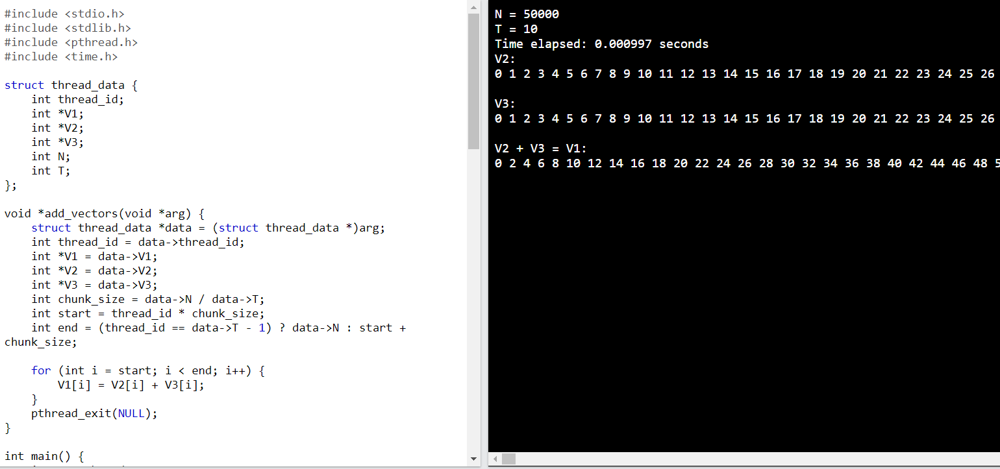 #include <stdio.h>
#include <stdlib.h>
#include <pthread.h>
#include <time.h>
struct thread_data {
    int thread_id;
    int *V1;
    int *V2;
    int *V3;
    int N;
    int T;
};
void *add_vectors(void *arg) {
    struct thread_data *data = (struct thread_data *)arg;
    int thread_id = data->thread_id;
    int *V1 = data->V1;
    int *V2 = data->V2;
    int *V3 = data->V3;
    int chunk_size = data->N / data->T;
    int start = thread_id * chunk_size;
    int end = (thread_id == data->T - 1) ? data->N : start +
chunk_size;
    for (int i = start; i < end; i++) {
        V1[i] = V2[i] + V3[i];
    }
    pthread_exit(NULL);
}
int main() {
N = 50000
T = 10
Time elapsed: 0.000997 seconds
V2:
0 1 2 3 4 5 6 7 8 9 10 11 12 13 14 15 16 17 18 19 20 21 22 23 24 25 26
V3:
0 1 2 3 4 5 6 7 8 9 10 11 12 13 14 15 16 17 18 19 20 21 22 23 24 25 26
V2 + V3 = V1:
0 2 4 6 8 10 12 14 16 18 20 22 24 26 28 30 32 34 36 38 40 42 44 46 48